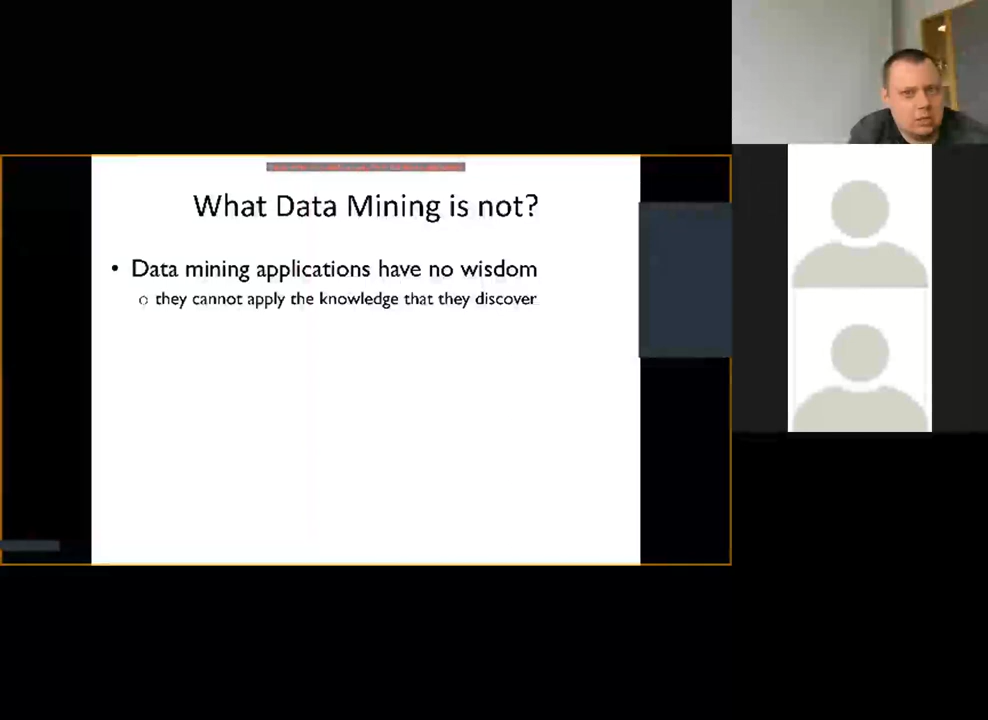 What Data Mining is not?
• Data mining applications have no wisdom
o they cannot apply the knowledge that they discover